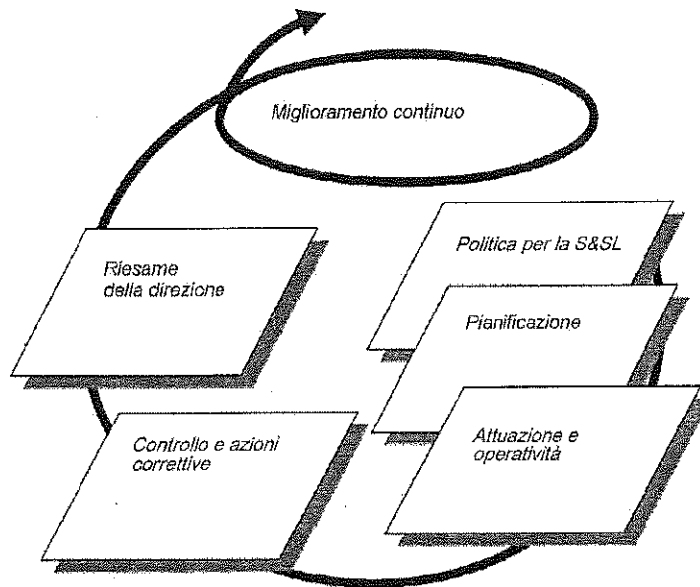 Miglioramento continuo
Politica per la S&SL
Pianificazione
Attuazione e
operatività
Controllo e azioni
correttive
Riesame
della direzione